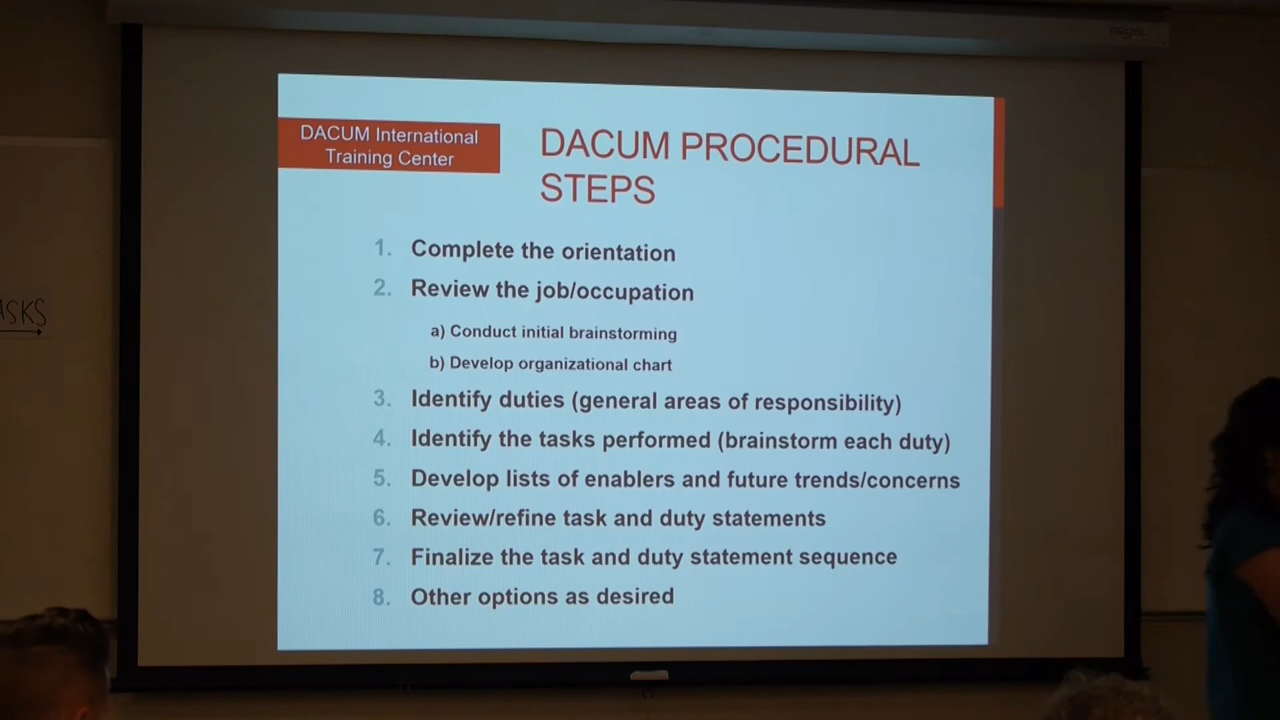 DACUM International
Training Center
DACUM PROCEDURAL
STEPS
1. Complete the orientation
2. Review the job/occupation
a) Conduct initial brainstorming
b) Develop organizational chart
3. Identify duties (general areas of responsibility)
4. Identify the tasks performed (brainstorm each duty)
5. Develop lists of enablers and future trends/concerns
6. Review/refine task and duty statements
7. Finalize the task and duty statement sequence
8. Other options as desired
ASKS